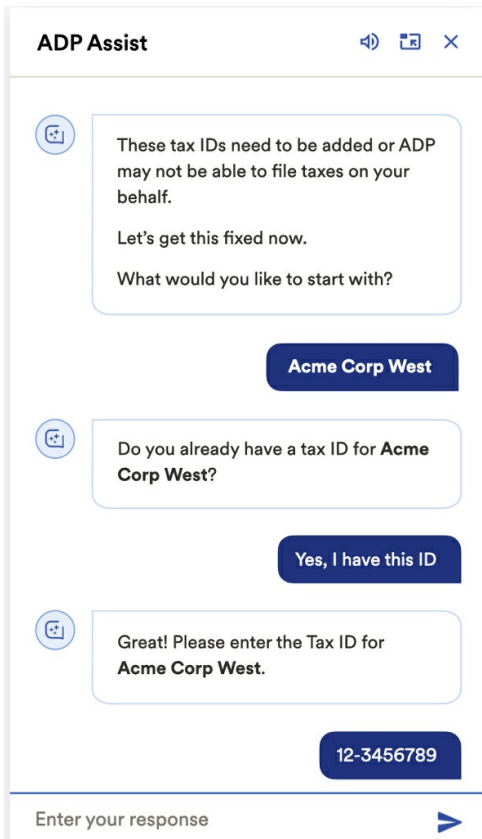 ADP Assist
These tax IDs need to be added or ADP
may not be able to file taxes on your
behalf.
Let’s get this fixed now.
What would you like to start with?
Acme Corp West
Do you already have a tax ID for Acme
Corp West?
Yes, I have this ID
Great! Please enter the Tax ID for
Acme Corp West.
12-3456789
Enter your response